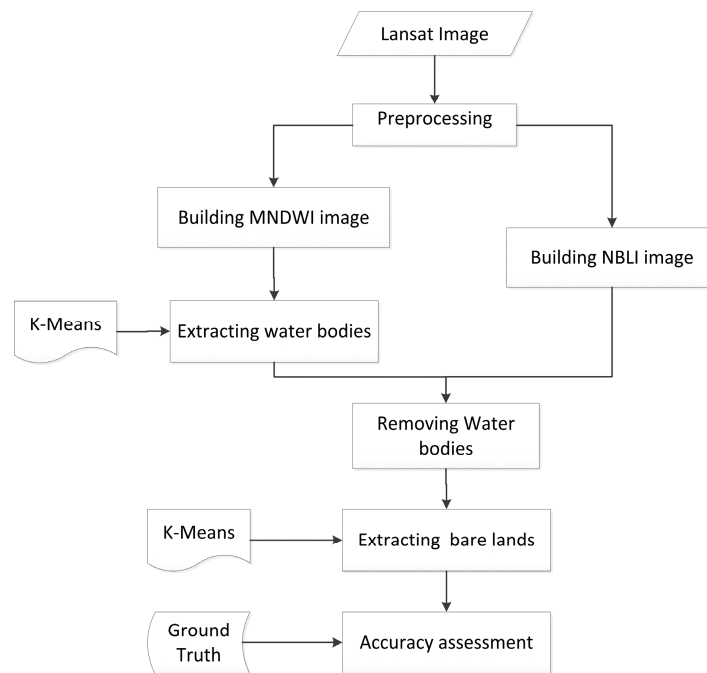 Lansat Image
Preprocessing
Building MNDWI image
Building NBLI image
K-Means
Extracting water bodies
Removing Water
bodies
K-Means
Extracting bare lands
Ground
Truth
Accuracy assessment